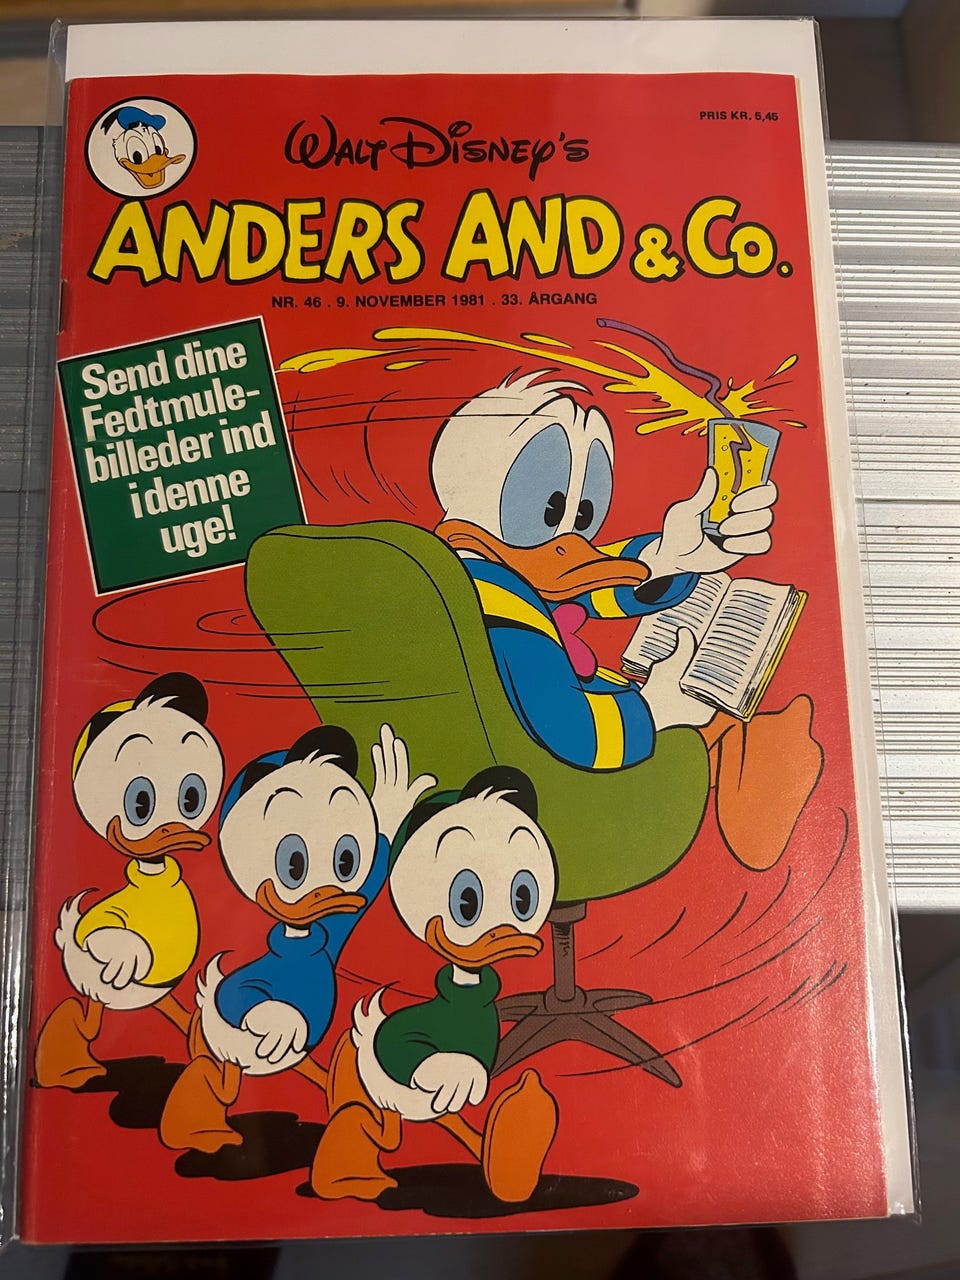 PRIS KR. 5,45
WALT DISNEY'S
ANDERS AND & Co.
NR. 46 . 9. NOVEMBER 1981 . 33. ÅRGANG
Send dine
Fedtmule-
billeder ind
i denne
uge!